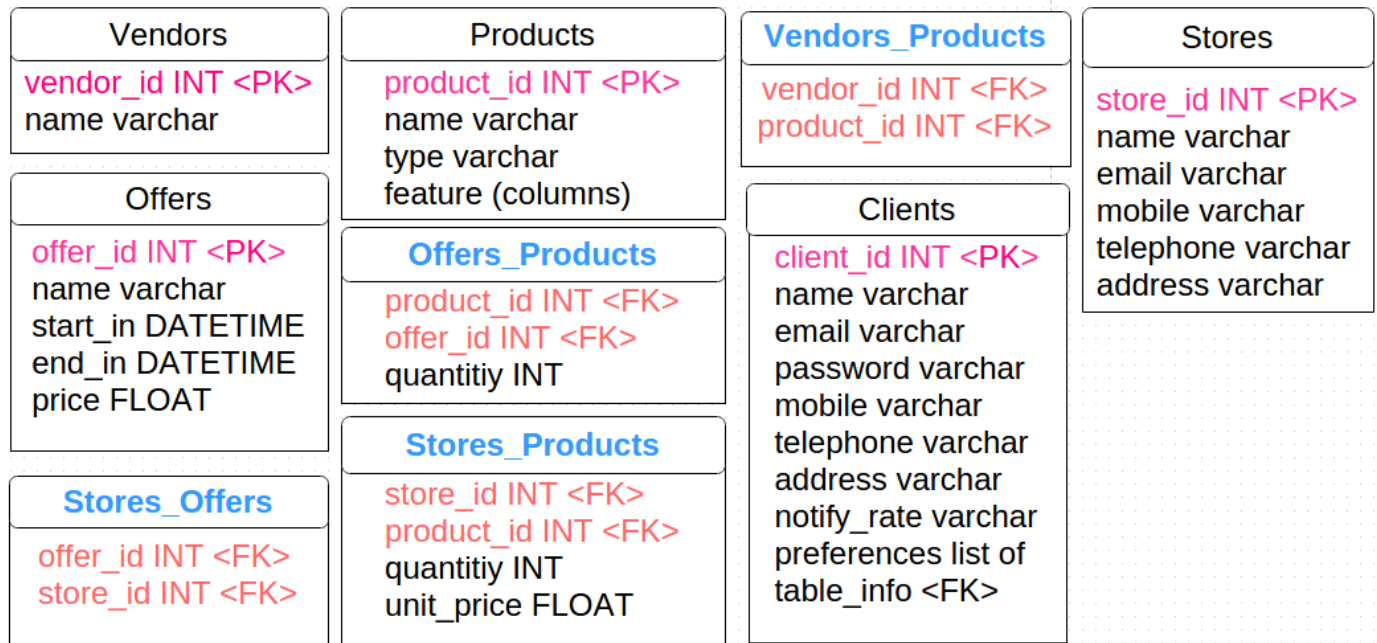 Vendors
vendor_id INT <PK>
name varchar
Offers
offer_id INT <PK>
name varchar
start_in DATETIME
end_in DATETIME
price FLOAT
Stores_Offers
offer_id INT <FK>
store_id INT <FK>
Products
product_id INT <PK>
name varchar
type varchar
feature (columns)
Offers_Products
product_id INT <FK>
offer_id INT <FK>
quantitiy INT
Stores_Products
store_id INT <FK>
product_id INT <FK>
quantitiy INT
unit_price FLOAT
Vendors_Products
vendor_id INT <FK>
product_id INT <FK>
Clients
client_id INT <PK>
name varchar
email varchar
password varchar
mobile varchar
telephone varchar
address varchar
notify_rate varchar
preferences list of
table_info <FK>
Stores
store_id INT <PK>
name varchar
email varchar
mobile varchar
telephone varchar
address varchar